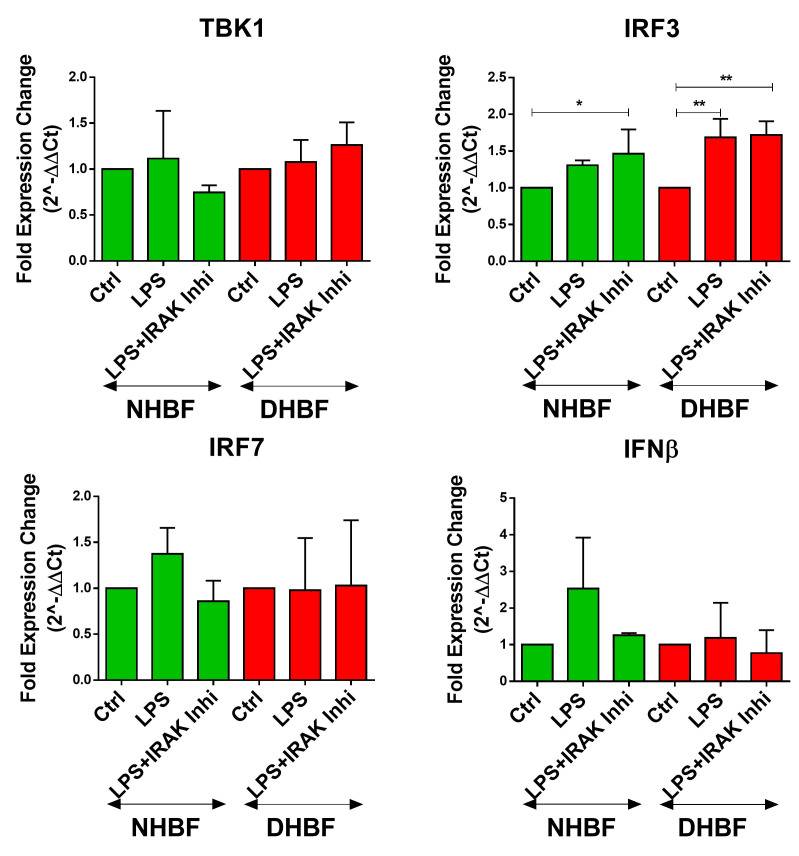 TBK1
Fold Expression Change
(2^-ΔΔCt)
2.0
1.5
1.0
0.5
0.0
Ctrl
LPS
LPS+IRAK Inhi
Ctrl
LPS
LPS+IRAK Inhi
NHBF
DHBF
IRF3
Fold Expression Change
(2^-ΔΔCt)
2.5
2.0
1.5
1.0
0.5
0.0
*
**
**
Ctrl
LPS
LPS+IRAK Inhi
Ctrl
LPS
LPS+IRAK Inhi
NHBF
DHBF
IRF7
Fold Expression Change
(2^-ΔΔCt)
2.0
1.5
1.0
0.5
0.0
Ctrl
LPS
LPS+IRAK Inhi
Ctrl
LPS
LPS+IRAK Inhi
NHBF
DHBF
IFNβ
Fold Expression Change
(2^-ΔΔCt)
5
4
3
2
1
0
Ctrl
LPS
LPS+IRAK Inhi
Ctrl
LPS
LPS+IRAK Inhi
NHBF
DHBF